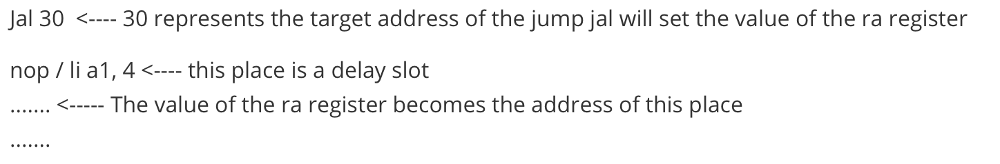 Jal 30 <---- 30 represents the target address of the jump jal will set the value of the ra register
nop / li a1, 4 <---- this place is a delay slot
....... <----- The value of the ra register becomes the address of this place
.......